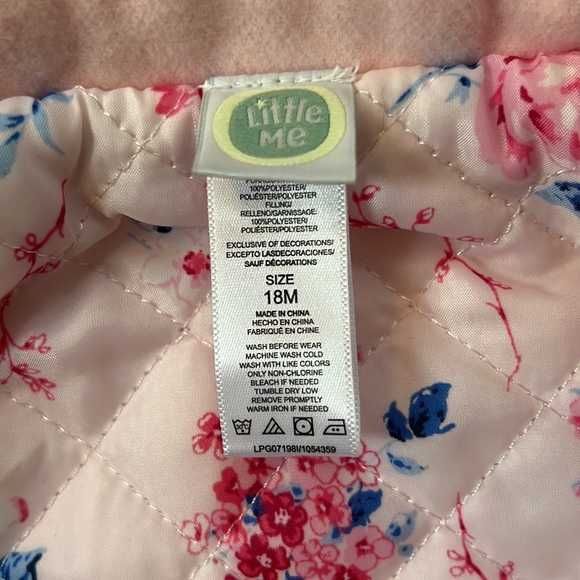 Little
Me
100%POLYESTER/
POLIÉSTER/POLYESTER
FILLING/
RELLENO/GARNISSAGE:
100%POLYESTER/
POLIÉSTER/POLYESTER
EXCLUSIVE OF DECORATIONS/
EXCEPTO LASDECORACIONES/
SAUF DÉCORATIONS
SIZE
18M
MADE IN CHINA
HECHO EN CHINA
FABRIQUÉ EN CHINE
WASH BEFORE WEAR
MACHINE WASH COLD
WASH WITH LIKE COLORS
ONLY NON-CHLORINE
BLEACH IF NEEDED
TUMBLE DRY LOW
REMOVE PROMPTLY
WARM IRON IF NEEDED
LPG07198I/1054359